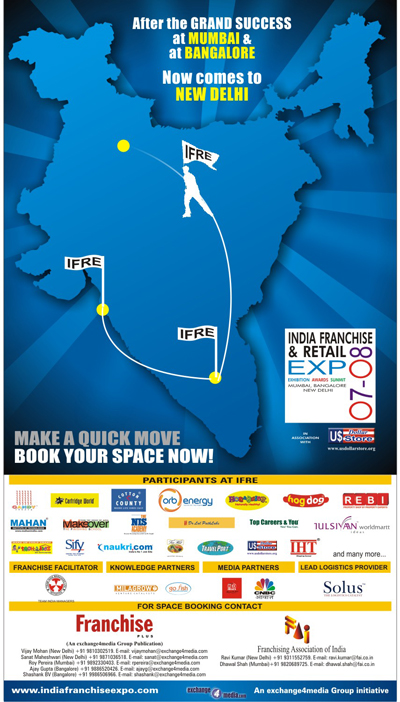 After the GRAND SUCCESS
at MUMBAI &
at BANGALORE
Now comes to
NEW DELHI
IFRE
IFRE
IFRE
INDIA FRANCHISE
& RETAIL
EXPO
EXHIBITION AWARDS SUMMIT
MUMBAI, BANGALORE
NEW DELHI
07-08
IN
ASSOCIATION
WITH
US Dollar
Store
www.usdollarstore.org
MAKE A QUICK MOVE
BOOK YOUR SPACE NOW!
PARTICIPANTS AT IFRE
Cartridge World
COTTON
COUNTY
orb energy
hog dog
REBI
MAHAN
Makeover
NIS
ACADEMY
Dr Lal PathLabs
Top Careers & You
TULSIYAN worldmart
Sify
naukri.com
TRAVELPORT
US Dollar
Store
IHT
and many more...
FRANCHISE FACILITATOR
KNOWLEDGE PARTNERS
MEDIA PARTNERS
LEAD LOGISTICS PROVIDER
MILAGROW
go fish
CNBC
आवाज़
Solus
FOR SPACE BOOKING CONTACT
Franchise
PLUS
(An exchange4media Group Publication)
Vijay Mohan (New Delhi) +91 9810302519. E-mail: vijaymohan@exchange4media.com
Sanat Maheshwari (New Delhi) +91 9871036518. E-mail: sanat@exchange4media.com
Roy Pereira (Mumbai) +91 9892330403. E-mail: rpereira@exchange4media.com
Ajay Gupta (Bangalore) +91 9886520426. E-mail: ajayg@exchange4media.com
Shashank BV (Bangalore) +91 9986506966. E-mail: shashank@exchange4media.com
FAI
Franchising Association of India
Ravi Kumar (New Delhi) +91 9311552759. E-mail: ravi.kumar@fai.co.in
Dhawal Shah (Mumbai) +91 9820689725. E-mail: dhaval.shah@fai.co.in
www.indiafranchiseexpo.com
exchange4media.com
An exchange4media Group initiative